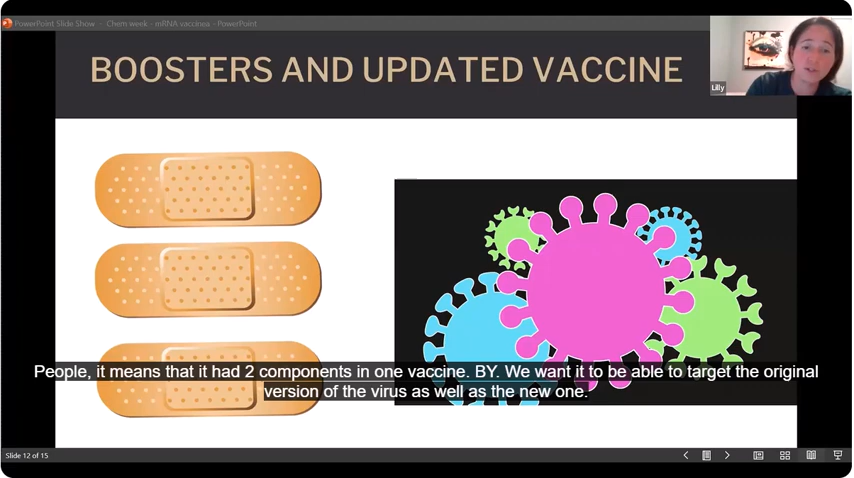 PowerPoint Slide Show - Chem week - mRNA vaccinea - PowerPoint
BOOSTERS AND UPDATED VACCINE
Lilly
People, it means that it had 2 components in one vaccine. BY. We want it to be able to target the original
version of the virus as well as the new one.
Slide 12 of 15